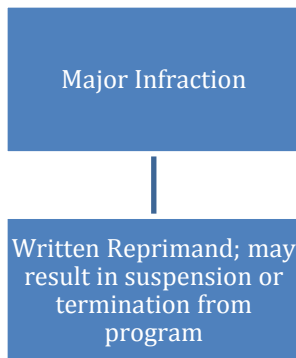 Major Infraction
Written Reprimand; may
result in suspension or
termination from
program